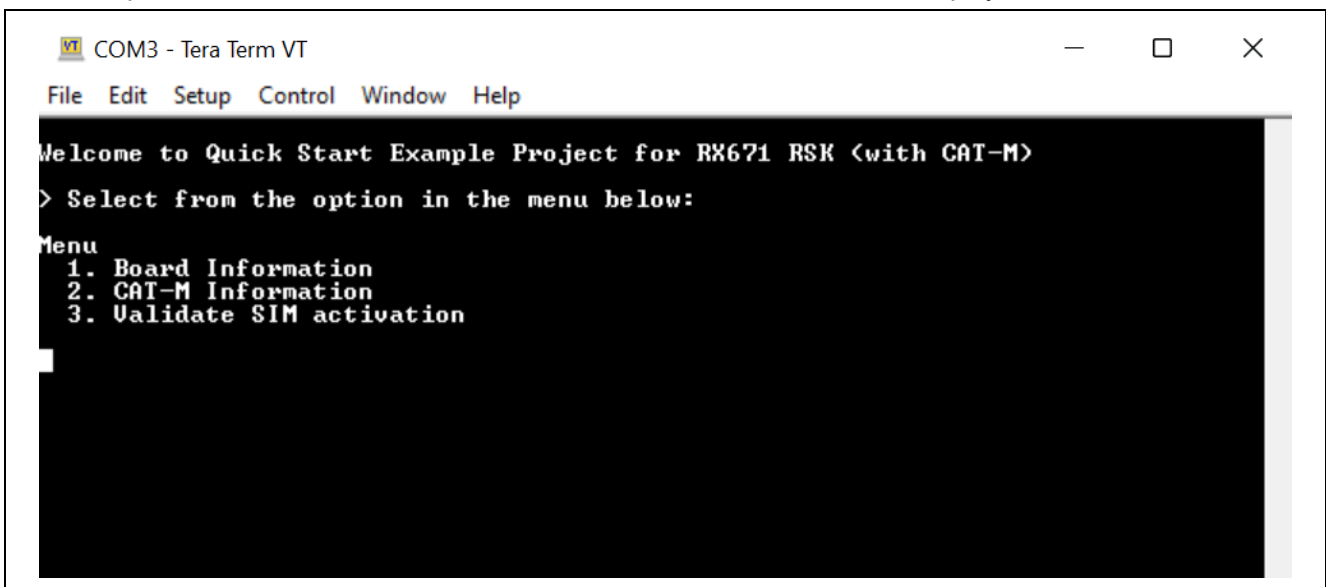 COM3 - Tera Term VT
File Edit Setup Control Window Help
Welcome to Quick Start Example Project for RX671 RSK (with CAT-M)
> Select from the option in the menu below:
Menu
1. Board Information
2. CAT-M Information
3. Validate SIM activation